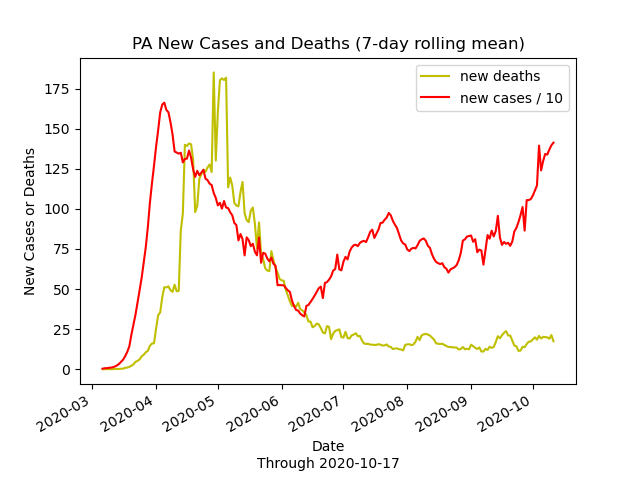 PA New Cases and Deaths (7-day rolling mean)
new deaths
new cases / 10
New Cases or Deaths
175
150
125
100
75
50
25
0
2020-03
2020-04
2020-05
2020-06
2020-07
2020-08
2020-09
2020-10
Date
Through 2020-10-17